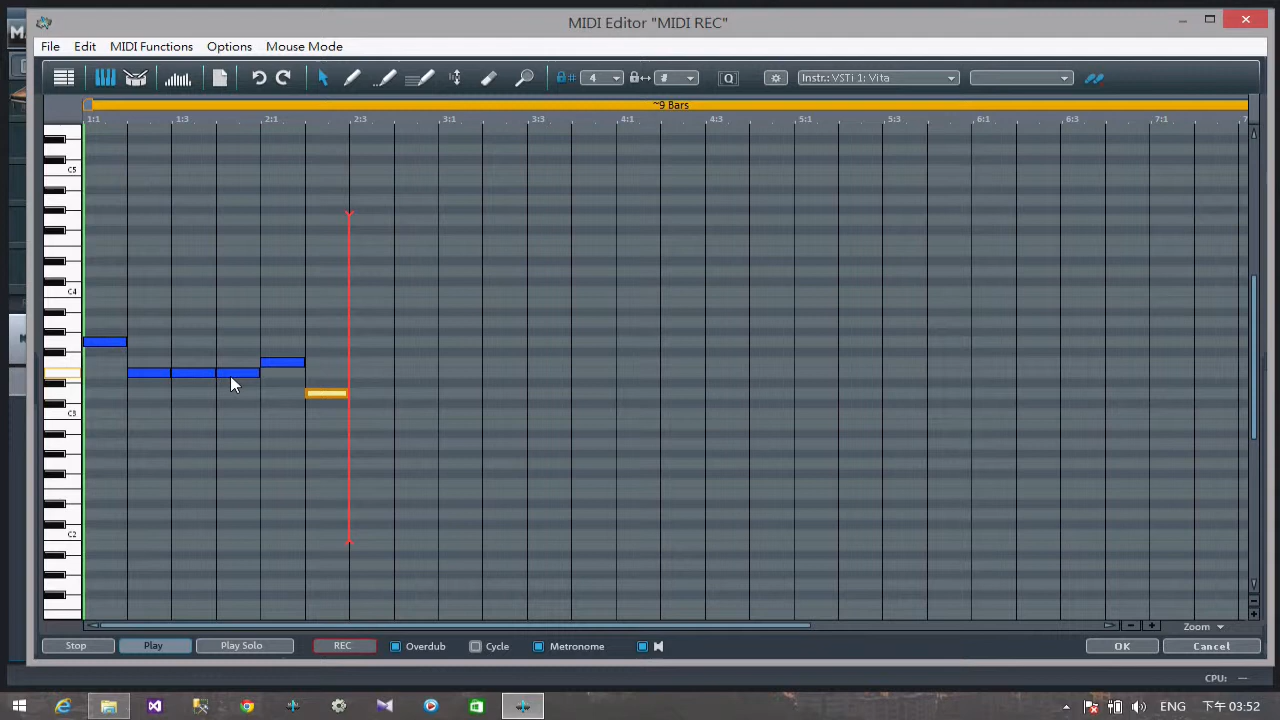 MIDI Editor "MIDI REC"
File Edit MIDI Functions Options Mouse Mode
4 # Q Instr.: VSTi 1: Vita
~9 Bars
1:1 1:3 2:1 2:3 3:1 3:3 4:1 4:3 5:1 5:3 6:1 6:3 7:1 7
C5
C4
C3
C2
Zoom
Stop Play Play Solo REC Overdub Cycle Metronome OK Cancel
CPU: —
ENG 下午 03:52